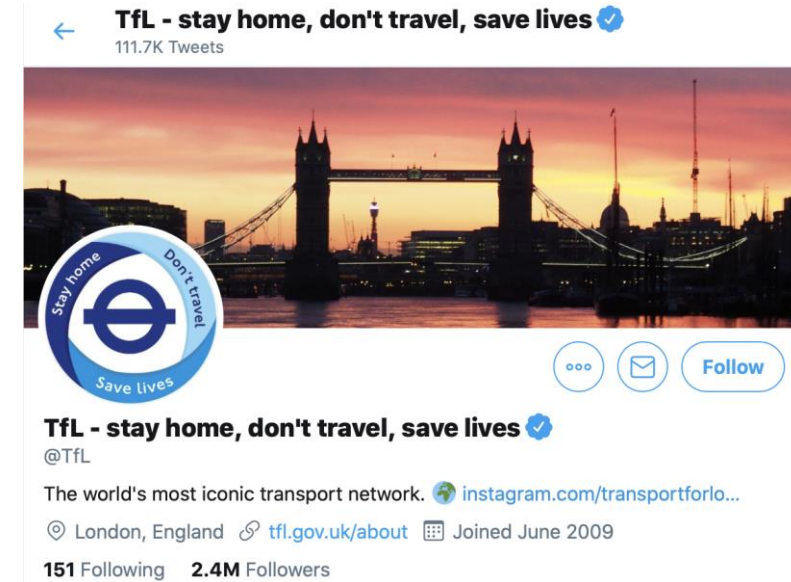 TfL - stay home, don't travel, save lives
111.7K Tweets
Stay home
Don't travel
Save lives
Follow
TfL - stay home, don't travel, save lives
@TfL
The world's most iconic transport network. 🌍 instagram.com/transportforlo...
London, England tfl.gov.uk/about Joined June 2009
151 Following 2.4M Followers